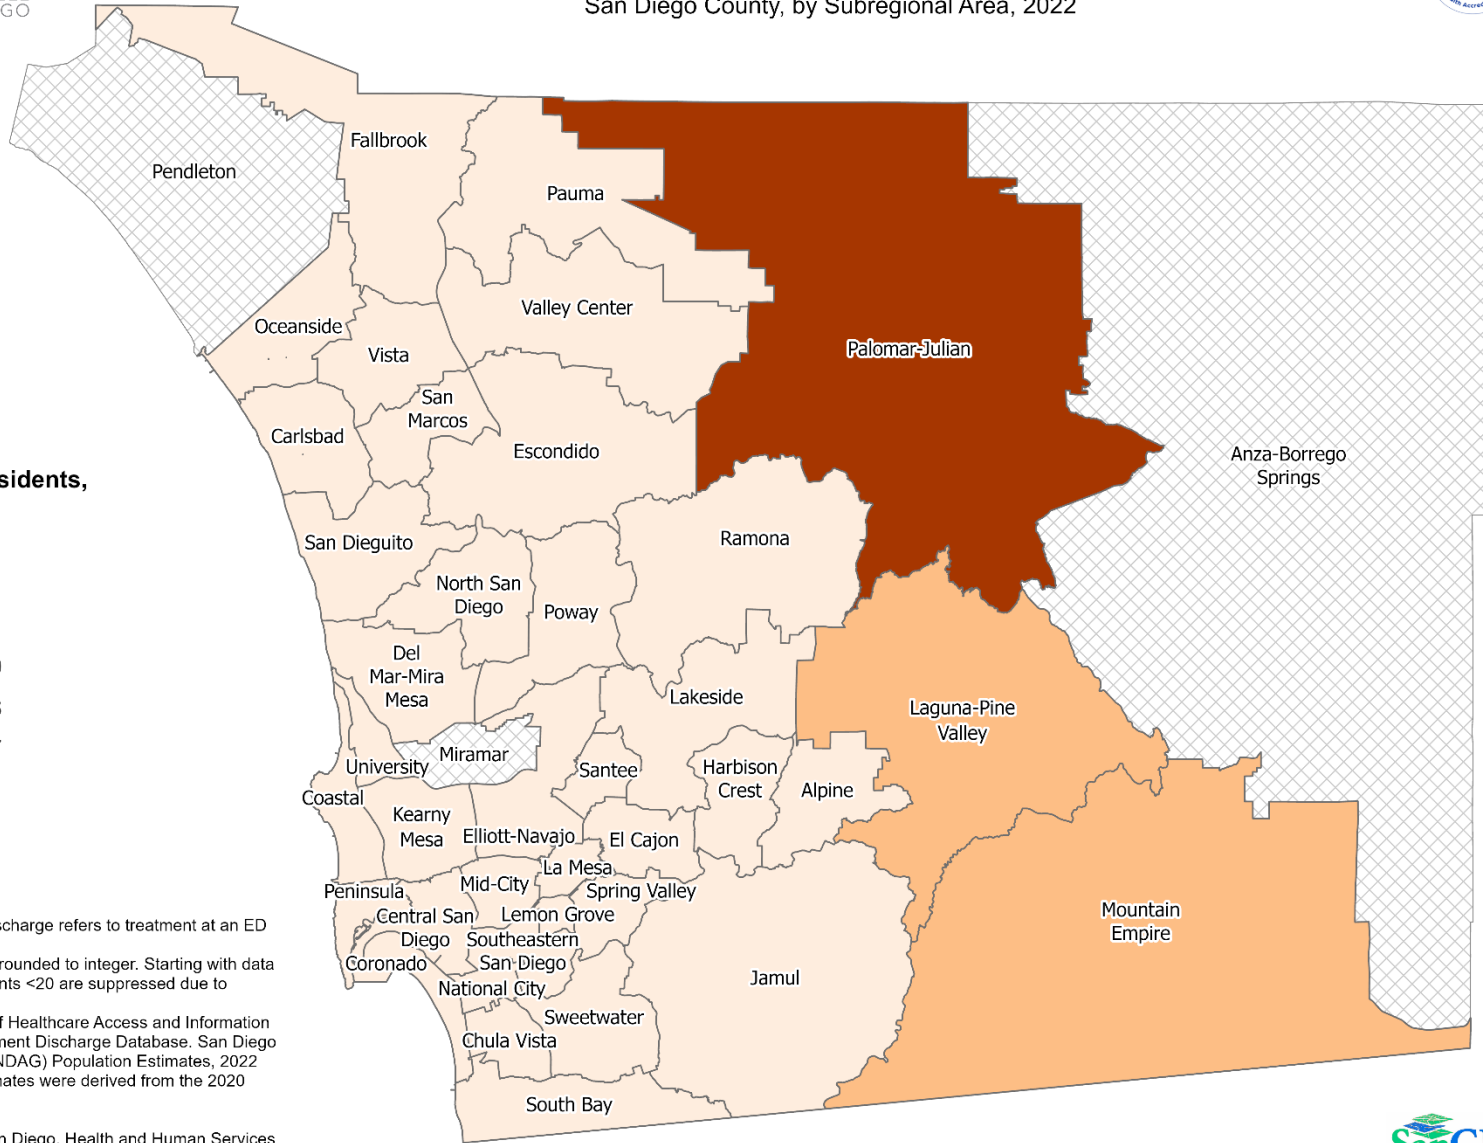 GO
San Diego County, by Subregional Area, 2022
Fallbrook
Pendleton
Pauma
Valley Center
Oceanside
Palomar-Julian
Vista
San
Marcos
Carlsbad
Escondido
Anza-Borrego
Springs
sidents,
Ramona
San Dieguito
North San
Diego
Poway
Del
Mar-Mira
Mesa
Lakeside
Laguna-Pine
Valley
Miramar
University
Santee
Harbison
Crest
Alpine
Coastal
Kearny
Mesa
Elliott-Navajo
El Cajon
La Mesa
Mid-City
Peninsula
Spring Valley
Central San
Diego
Lemon Grove
Mountain
Empire
Southeastern
San Diego
Coronado
National City
Jamul
Sweetwater
Chula Vista
South Bay
scharge refers to treatment at an ED
rounded to integer. Starting with data
nts <20 are suppressed due to
f Healthcare Access and Information
ment Discharge Database. San Diego
NDAG) Population Estimates, 2022
nates were derived from the 2020
n Diego, Health and Human Services